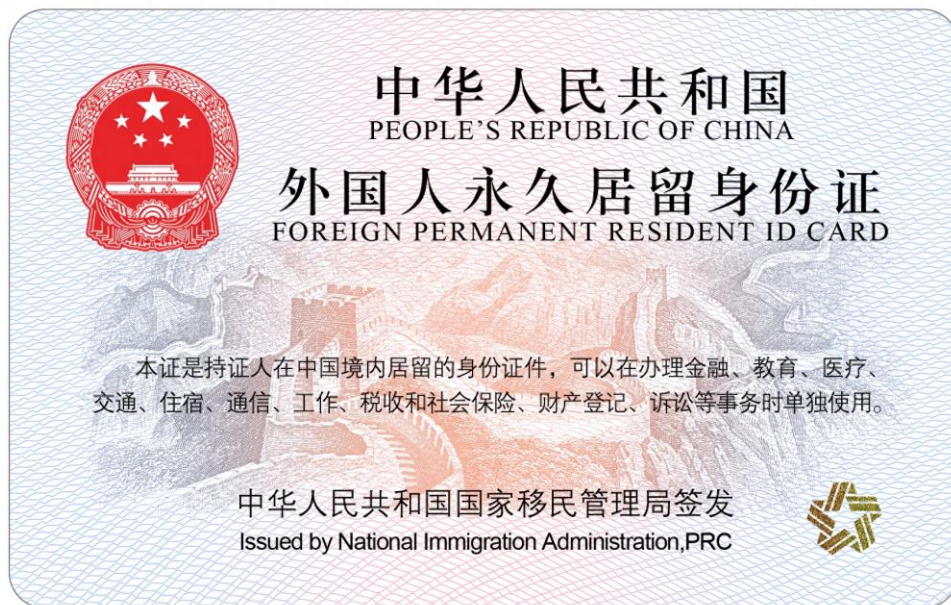 中华人民共和国
PEOPLE'S REPUBLIC OF CHINA
外国人永久居留身份证
FOREIGN PERMANENT RESIDENT ID CARD
本证是持证人在中国境内居留的身份证件，可以在办理金融、教育、医疗、
交通、住宿、通信、工作、税收和社会保险、财产登记、诉讼等事务时单独使用。
中华人民共和国国家移民管理局签发
Issued by National Immigration Administration,PRC